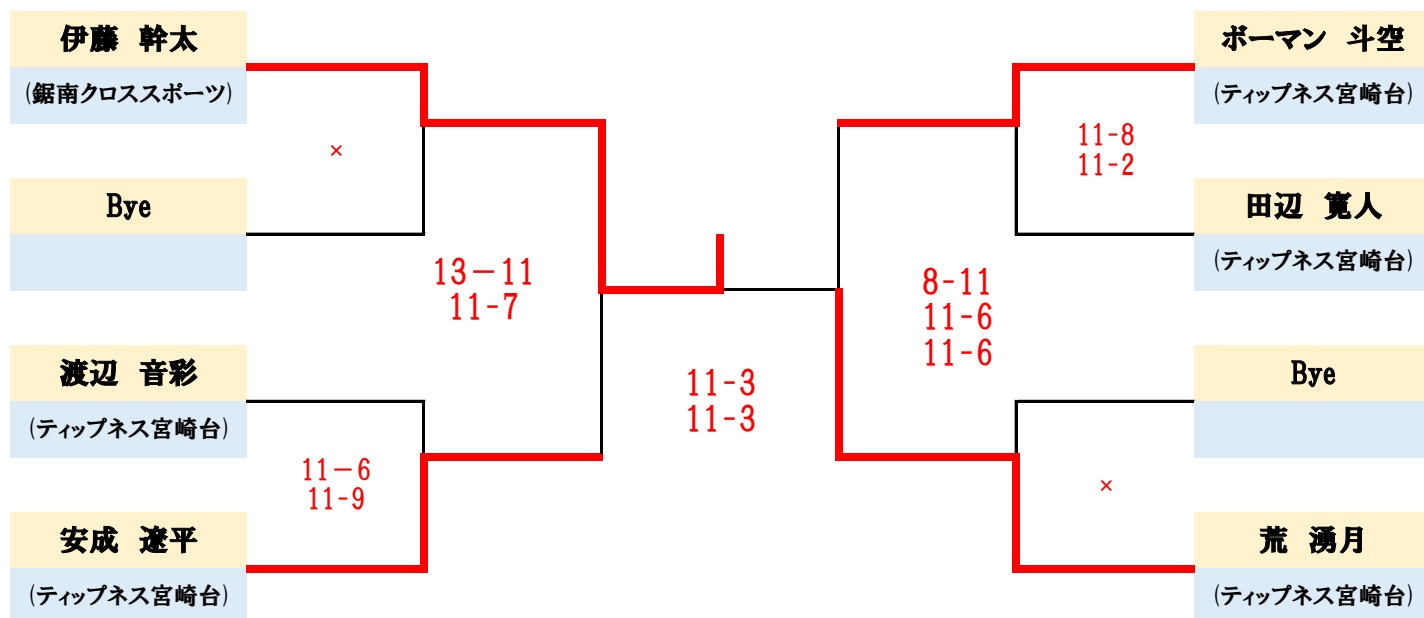 伊藤 幹太
(鋸南クロススポーツ)
×
Bye
13－11
11-7
渡辺 音彩
(ティップネス宮崎台)
11－6
11-9
安成 遼平
(ティップネス宮崎台)
11-3
11-3
ボーマン 斗空
(ティップネス宮崎台)
11-8
11-2
田辺 寛人
(ティップネス宮崎台)
8-11
11-6
11-6
Bye
×
荒 湧月
(ティップネス宮崎台)